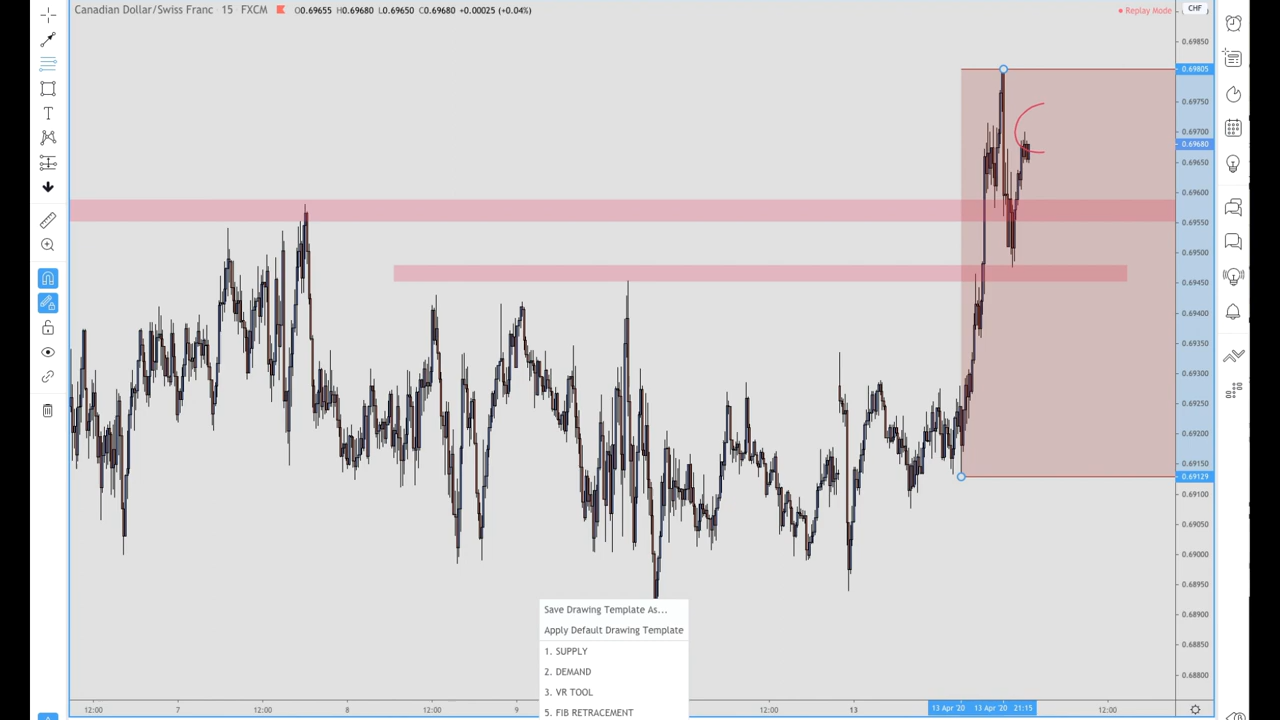 Canadian Dollar/Swiss Franc 15 FXCM O0.69655 H0.69680 L0.69650 C0.69680 +0.00025 (+0.04%)
Replay Mode
CHF
0.69850
0.69805
0.69750
0.69700
0.69680
0.69650
0.69600
0.69550
0.69500
0.69450
0.69400
0.69350
0.69300
0.69250
0.69200
0.69150
0.69129
0.69100
0.69050
0.69000
0.68950
0.68900
0.68850
0.68800
Save Drawing Template As...
Apply Default Drawing Template
1. SUPPLY
2. DEMAND
3. VR TOOL
5. FIB RETRACEMENT
12:00 7 12:00 8 12:00 9 12:00 13 13 Apr '20 13 Apr '20 21:15 12:00